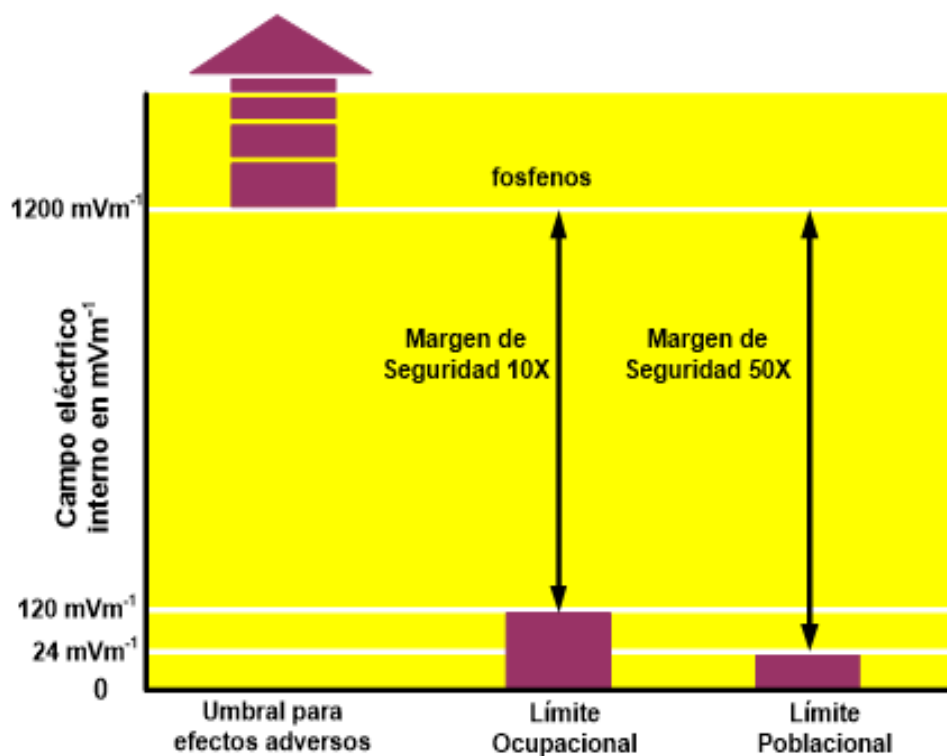 fosfenos
1200 mVm⁻¹
Campo eléctrico
interno en mVm⁻¹
Margen de
Seguridad 10X
Margen de
Seguridad 50X
120 mVm⁻¹
24 mVm⁻¹
0
Umbral para
efectos adversos
Límite
Ocupacional
Límite
Poblacional